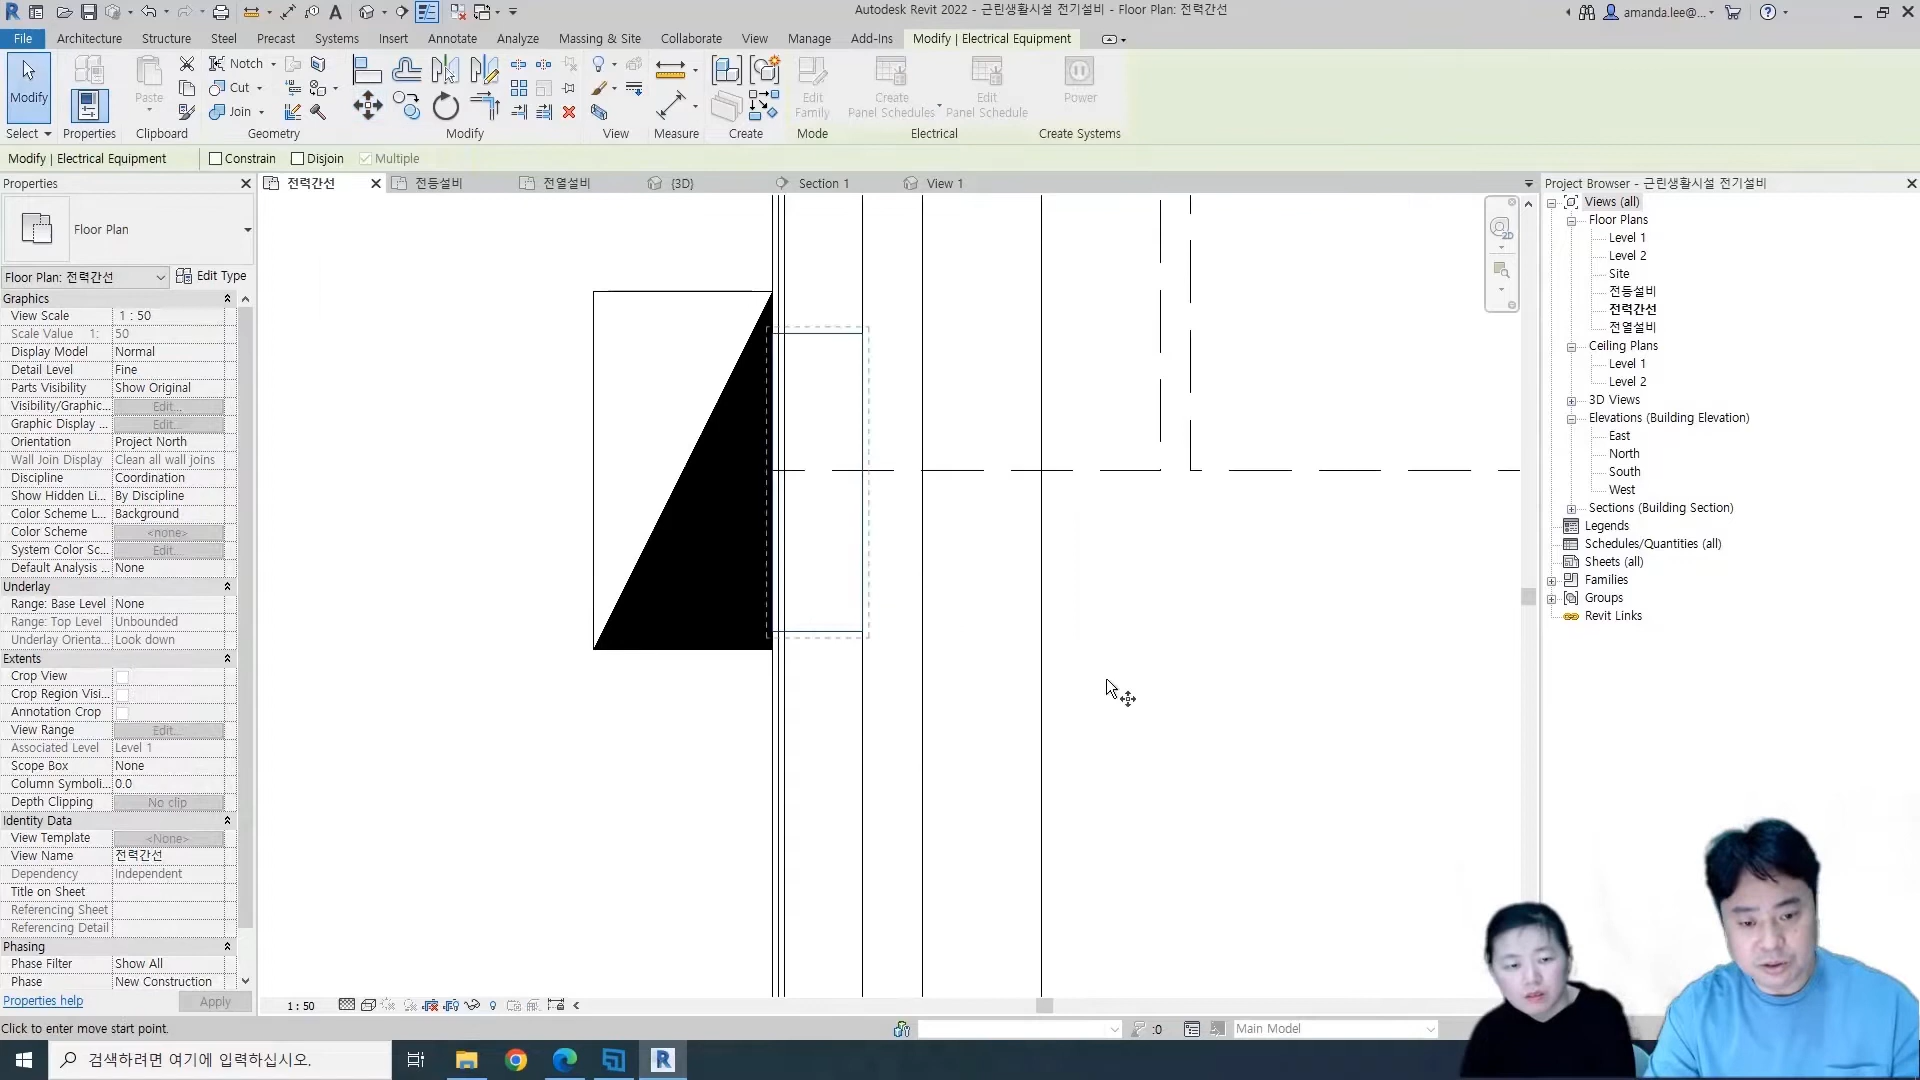 Autodesk Revit 2022 - 근린생활시설 전기설비 - Floor Plan: 전력간선
amanda.lee@...
File Architecture Structure Steel Precast Systems Insert Annotate Analyze Massing & Site Collaborate View Manage Add-Ins Modify | Electrical Equipment
Modify
Paste
Notch
Cut
Join
Edit Family
Create Panel Schedules
Edit Panel Schedule
Power
Select Properties Clipboard Geometry Modify View Measure Create Mode Electrical Create Systems
Modify | Electrical Equipment Constrain Disjoin Multiple
Properties
전력간선 전등설비 전열설비 {3D} Section 1 View 1
Floor Plan
Floor Plan: 전력간선 Edit Type
Graphics
View Scale 1 : 50
Scale Value 1: 50
Display Model Normal
Detail Level Fine
Parts Visibility Show Original
Visibility/Graphic... Edit...
Graphic Display ... Edit...
Orientation Project North
Wall Join Display Clean all wall joins
Discipline Coordination
Show Hidden Li... By Discipline
Color Scheme L... Background
Color Scheme <none>
System Color Sc... Edit...
Default Analysis ... None
Underlay
Range: Base Level None
Range: Top Level Unbounded
Underlay Orienta... Look down
Extents
Crop View
Crop Region Visi...
Annotation Crop
View Range Edit...
Associated Level Level 1
Scope Box None
Column Symboli... 0.0
Depth Clipping No clip
Identity Data
View Template <None>
View Name 전력간선
Dependency Independent
Title on Sheet
Referencing Sheet
Referencing Detail
Phasing
Phase Filter Show All
Phase New Construction
Properties help Apply
2D
Project Browser - 근린생활시설 전기설비
Views (all)
Floor Plans
Level 1
Level 2
Site
전등설비
전력간선
전열설비
Ceiling Plans
Level 1
Level 2
3D Views
Elevations (Building Elevation)
East
North
South
West
Sections (Building Section)
Legends
Schedules/Quantities (all)
Sheets (all)
Families
Groups
Revit Links
1 : 50
Click to enter move start point.
:0
Main Model
검색하려면 여기에 입력하십시오.